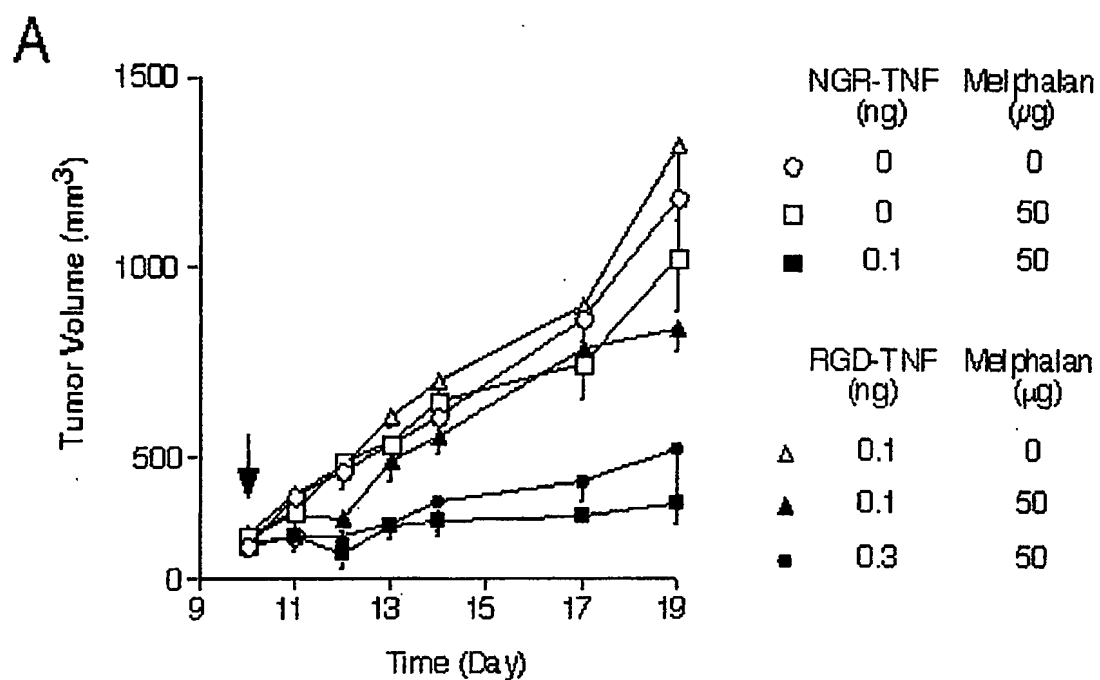 A
1500
1000
500
0
Tumor Volume (mm³)
9 11 13 15 17 19
Time (Day)
NGR-TNF Melphalan
(ng) (µg)
0 0
0 50
0.1 50
RGD-TNF Melphalan
(ng) (µg)
0.1 0
0.1 50
0.3 50